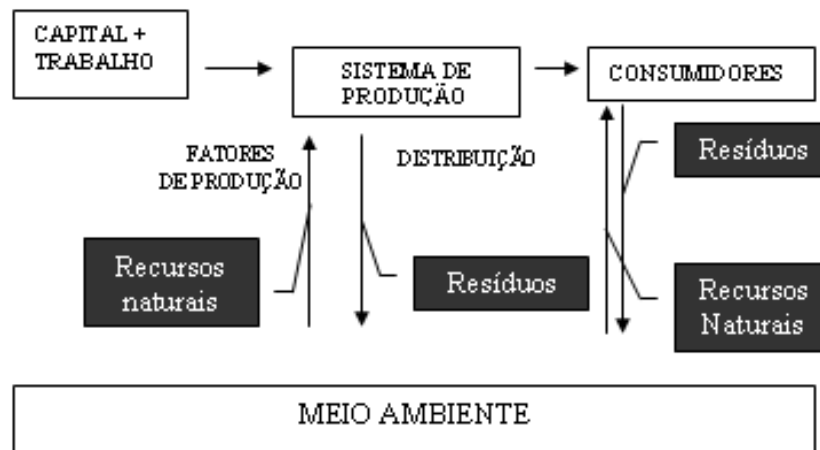 CAPITAL +
TRABALHO
SISTEMA DE
PRODUÇÃO
CONSUMIDORES
FATORES
DE PRODUÇÃO
DISTRIBUIÇÃO
Resíduos
Recursos
naturais
Resíduos
Recursos
Naturais
MEIO AMBIENTE